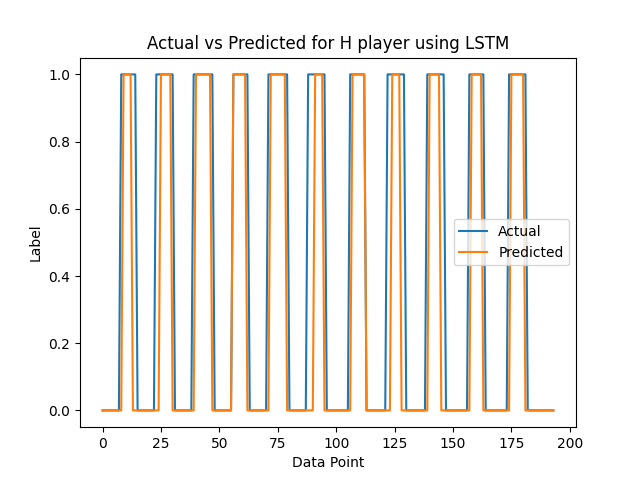 Actual vs Predicted for H player using LSTM
1.0
0.8
0.6
0.4
0.2
0.0
Label
Actual
Predicted
0 25 50 75 100 125 150 175 200
Data Point